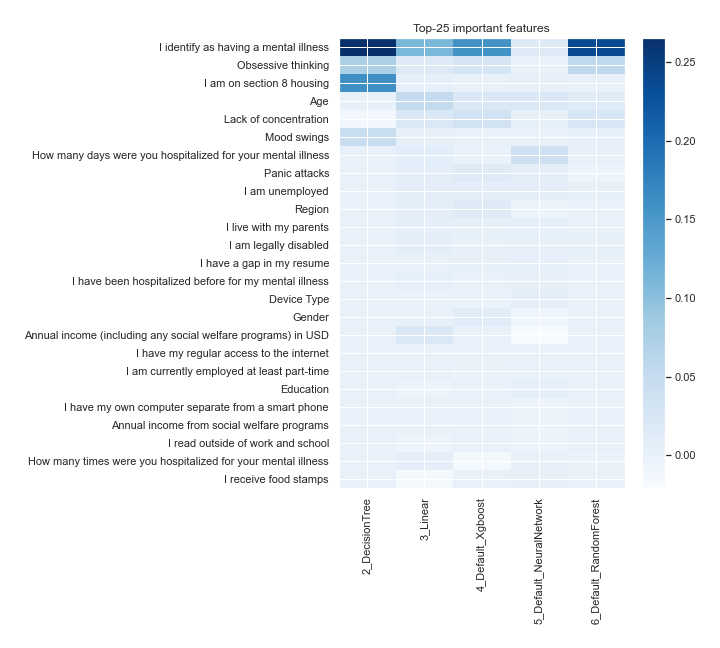 Top-25 important features
I identify as having a mental illness
Obsessive thinking
I am on section 8 housing
Age
Lack of concentration
Mood swings
How many days were you hospitalized for your mental illness
Panic attacks
I am unemployed
Region
I live with my parents
I am legally disabled
I have a gap in my resume
I have been hospitalized before for my mental illness
Device Type
Gender
Annual income (including any social welfare programs) in USD
I have my regular access to the internet
I am currently employed at least part-time
Education
I have my own computer separate from a smart phone
Annual income from social welfare programs
I read outside of work and school
How many times were you hospitalized for your mental illness
I receive food stamps
2_DecisionTree
3_Linear
4_Default_Xgboost
5_Default_NeuralNetwork
6_Default_RandomForest
0.25
0.20
0.15
0.10
0.05
0.00